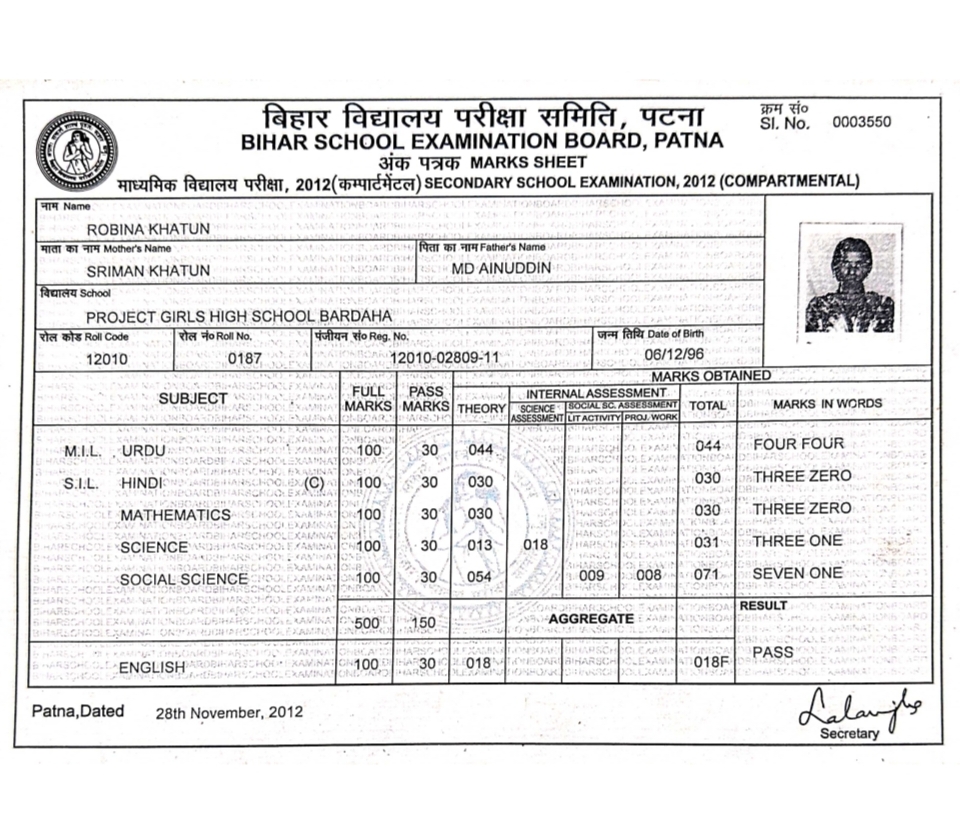 बिहार विद्यालय परीक्षा समिति, पटना
क्रम सं०
Sl. No. 0003550
BIHAR SCHOOL EXAMINATION BOARD, PATNA
अंक पत्रक MARKS SHEET
माध्यमिक विद्यालय परीक्षा, 2012(कम्पार्टमेंटल) SECONDARY SCHOOL EXAMINATION, 2012 (COMPARTMENTAL)
नाम Name
ROBINA KHATUN
माता का नाम Mother's Name पिता का नाम Father's Name
SRIMAN KHATUN MD AINUDDIN
विद्यालय School
PROJECT GIRLS HIGH SCHOOL BARDAHA
रोल कोड Roll Code रोल नं० Roll No. पंजीयन सं० Reg. No. जन्म तिथि Date of Birth
12010 0187 12010-02809-11 06/12/96
SUBJECT FULL MARKS PASS MARKS MARKS OBTAINED
THEORY INTERNAL ASSESSMENT TOTAL MARKS IN WORDS
SCIENCE ASSESSMENT SOCIAL SC. ASSESSMENT
LIT ACTIVITY PROJ. WORK
M.I.L. URDU 100 30 044 044 FOUR FOUR
S.I.L. HINDI (C) 100 30 030 030 THREE ZERO
MATHEMATICS 100 30 030 030 THREE ZERO
SCIENCE 100 30 013 018 031 THREE ONE
SOCIAL SCIENCE 100 30 054 009 008 071 SEVEN ONE
500 150 AGGREGATE RESULT
ENGLISH 100 30 018 018F PASS
Patna,Dated 28th November, 2012
Secretary